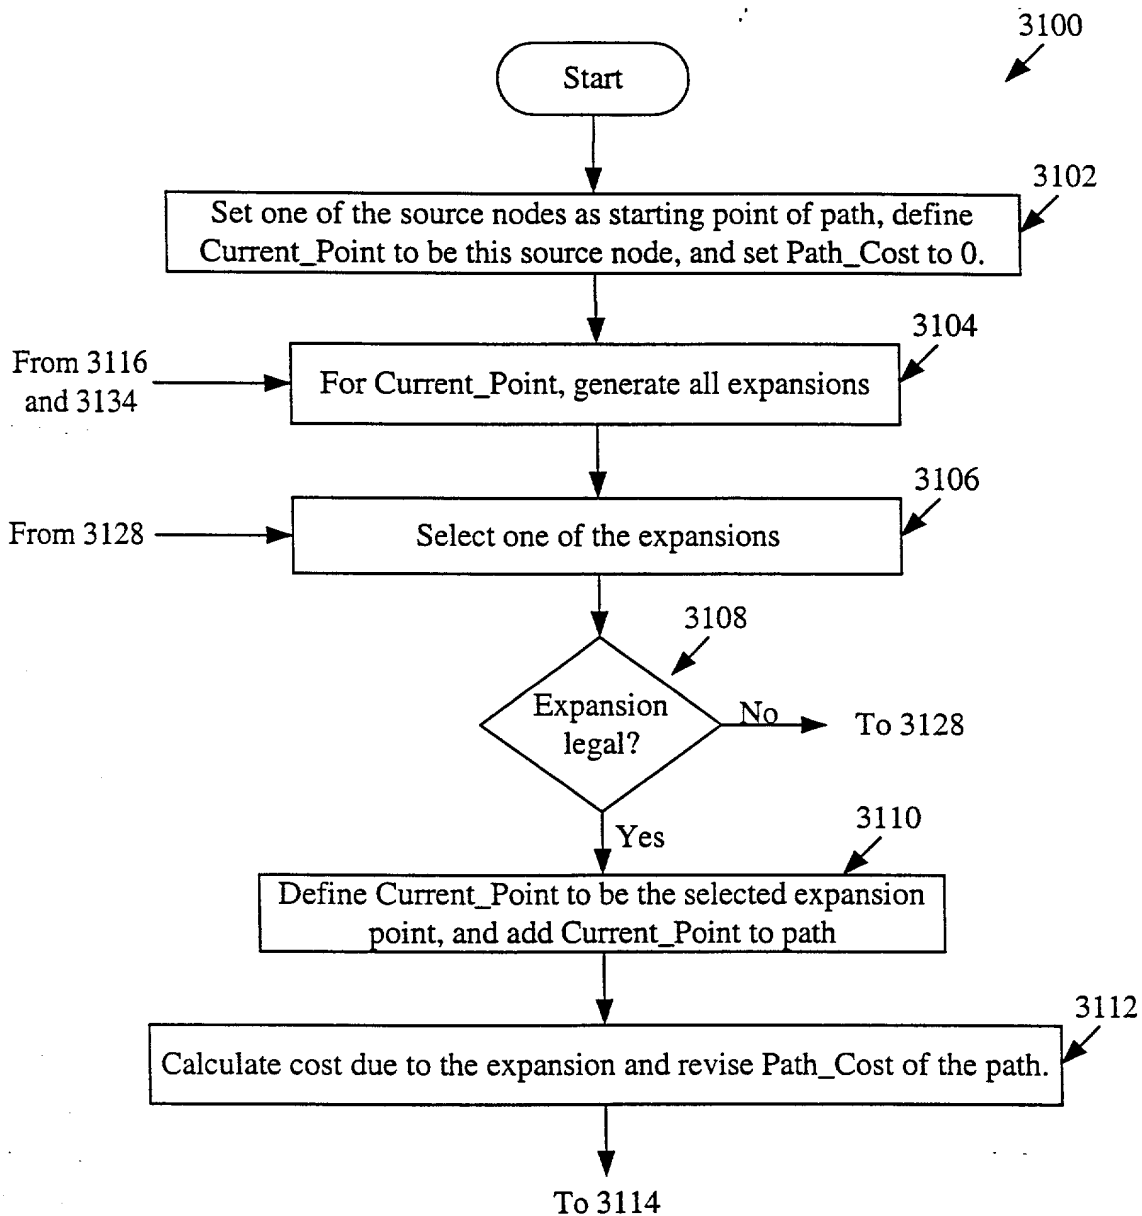 3100
Start
3102
Set one of the source nodes as starting point of path, define
Current_Point to be this source node, and set Path_Cost to 0.
3104
From 3116
and 3134
For Current_Point, generate all expansions
3106
From 3128
Select one of the expansions
3108
Expansion
legal?
No
To 3128
Yes
3110
Define Current_Point to be the selected expansion
point, and add Current_Point to path
3112
Calculate cost due to the expansion and revise Path_Cost of the path.
To 3114